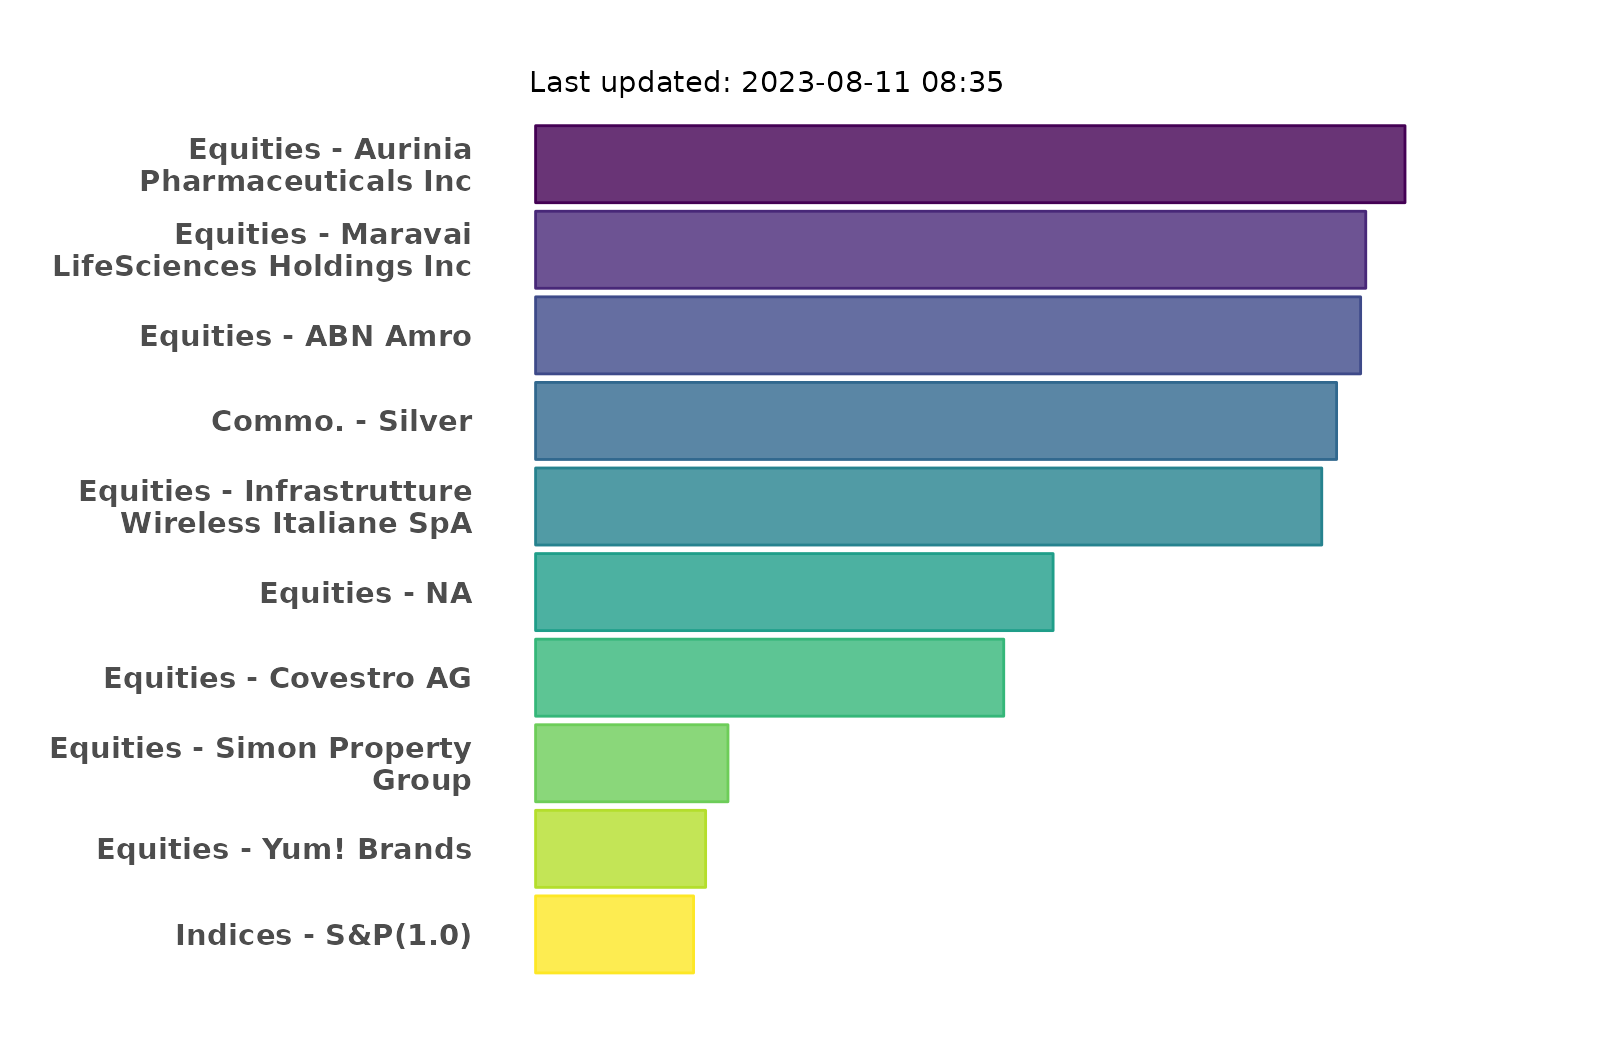 Last updated: 2023-08-11 08:35
Equities - Aurinia
Pharmaceuticals Inc
Equities - Maravai
LifeSciences Holdings Inc
Equities - ABN Amro
Commo. - Silver
Equities - Infrastrutture
Wireless Italiane SpA
Equities - NA
Equities - Covestro AG
Equities - Simon Property
Group
Equities - Yum! Brands
Indices - S&P(1.0)